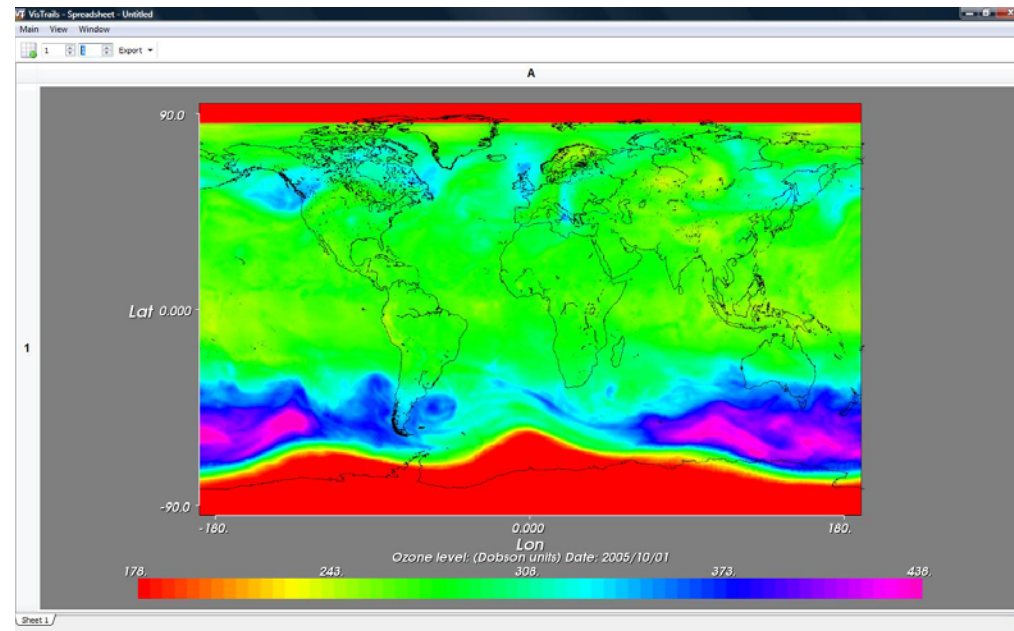 VisTrails - Spreadsheet - Untitled
Main View Window
1 Export
A
90.0
Lat 0.000
1
-90.0
-180. 0.000 180.
Lon
Ozone level: (Dobson units) Date: 2005/10/01
178. 243. 308. 373. 438.
Sheet 1